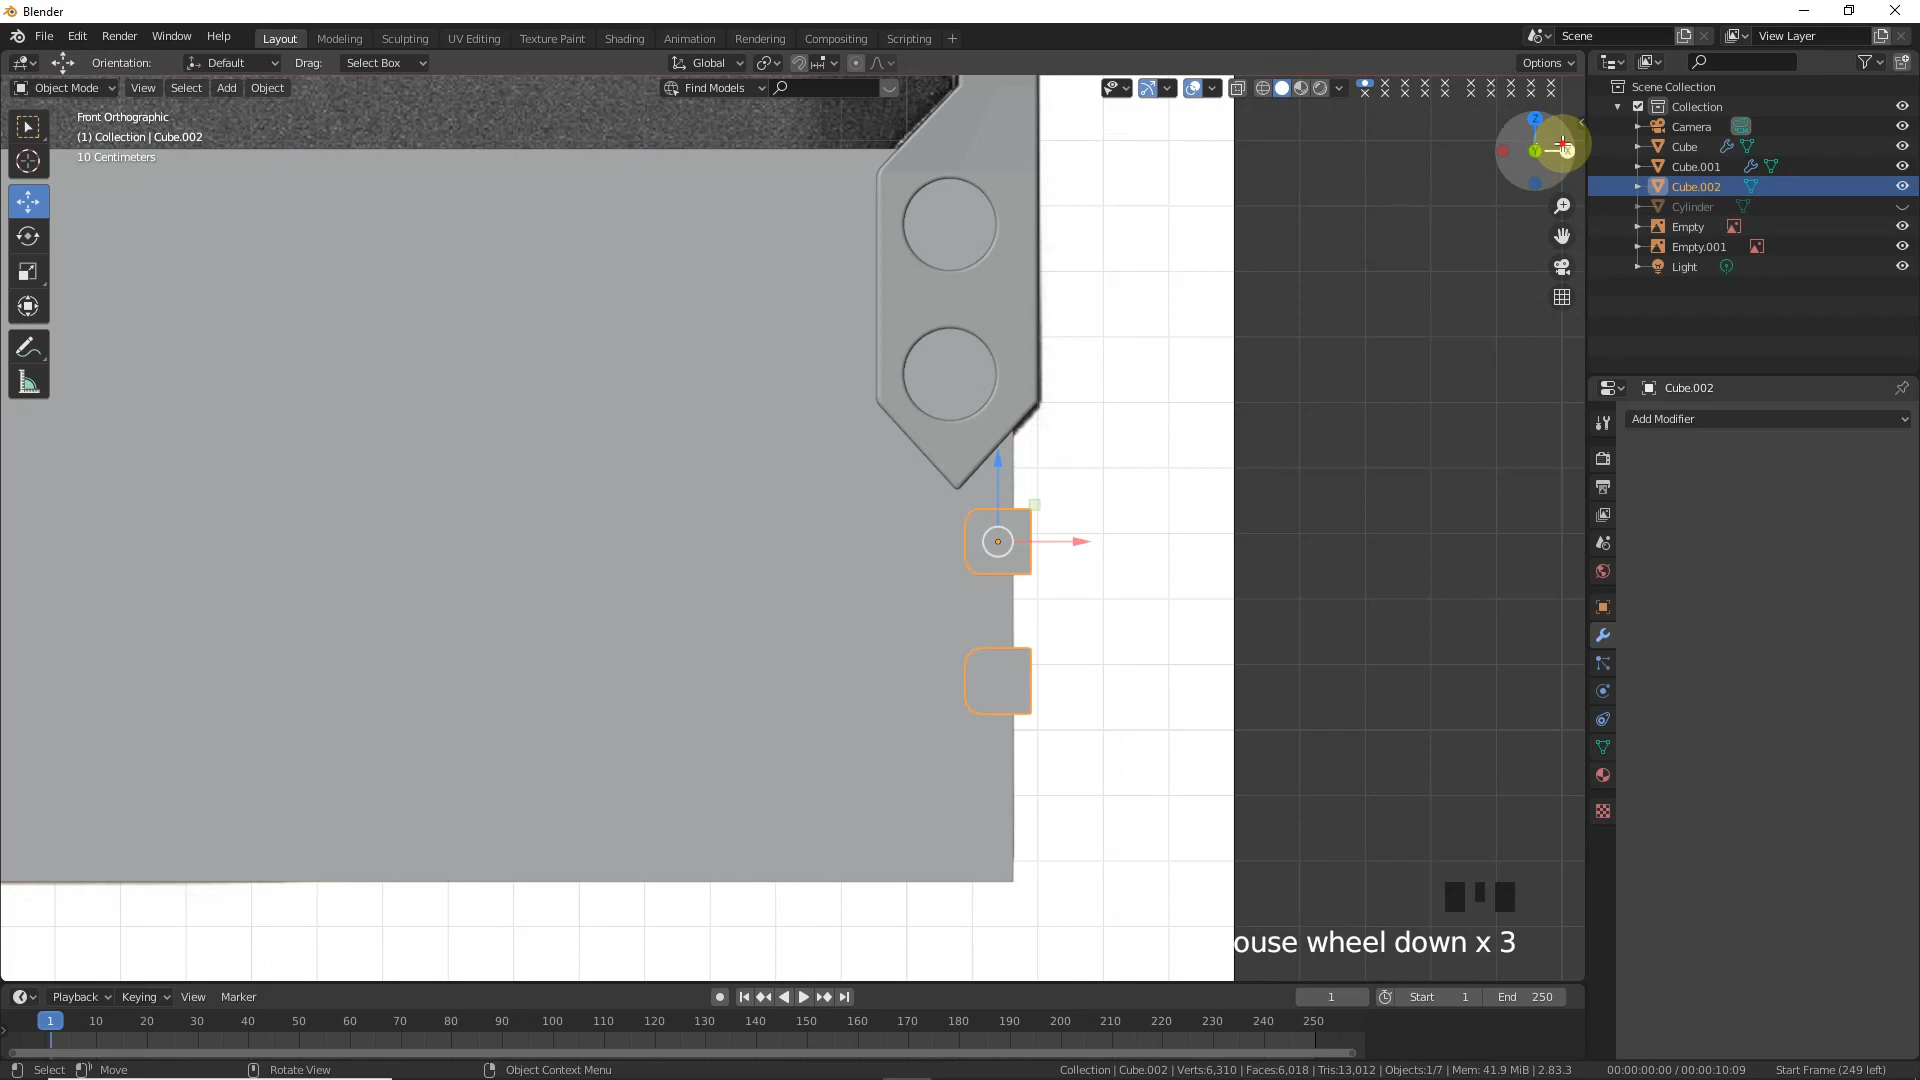 Blender
File Edit Render Window Help Layout Modeling Sculpting UV Editing Texture Paint Shading Animation Rendering Compositing Scripting + Scene View Layer
Orientation: Default Drag: Select Box Global Options
Object Mode View Select Add Object Find Models
Scene Collection
Front Orthographic
(1) Collection | Cube.002
10 Centimeters
Z
Y
Collection
Camera
Cube
Cube.001
Cube.002
Cylinder
Empty
Empty.001
Light
Cube.002
Add Modifier
ouse wheel down x 3
Playback Keying View Marker 1 Start 1 End 250
1 10 20 30 40 50 60 70 80 90 100 110 120 130 140 150 160 170 180 190 200 210 220 230 240 250
Select Move Rotate View Object Context Menu Collection | Cube.002 | Verts:6,310 | Faces:6,018 | Tris:13,012 | Objects:1/7 | Mem: 41.9 MiB | 2.83.3 00:00:00:00 / 00:00:10:09 Start Frame (249 left)